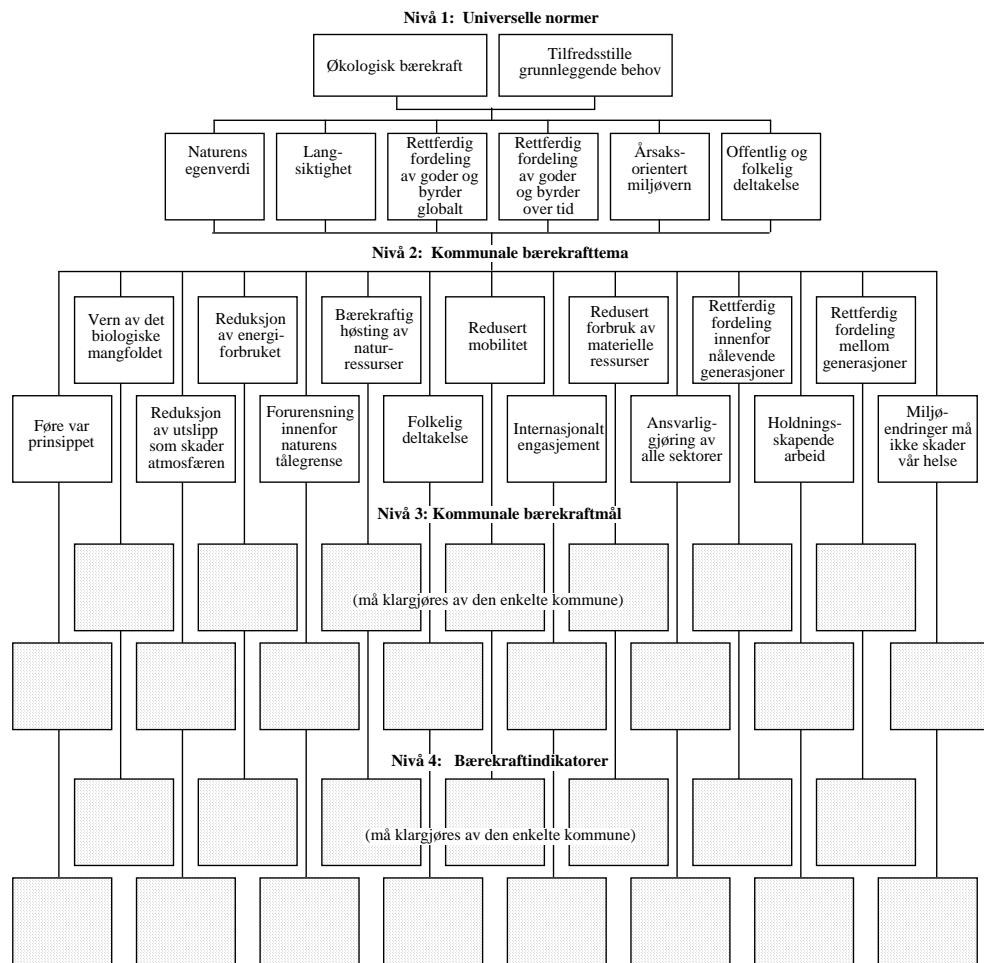 Nivå 1:  Universelle normer
Økologisk bærekraft
Tilfredsstille
grunnleggende behov
Naturens
egenverdi
Lang-
siktighet
Rettferdig
fordeling
av goder og
byrder
globalt
Rettferdig
fordeling
av goder
og byrder
over tid
Årsaks-
orientert
miljøvern
Offentlig og
folkelig
deltakelse
Nivå 2:  Kommunale bærekrafttema
Vern av det
biologiske
mangfoldet
Reduksjon
av energi-
forbruket
Bærekraftig
høsting av
natur-
ressurser
Redusert
mobilitet
Redusert
forbruk av
materielle
ressurser
Rettferdig
fordeling
innenfor
nålevende
generasjoner
Rettferdig
fordeling
mellom
generasjoner
Føre var
prinsippet
Reduksjon
av utslipp
som skader
atmosfæren
Forurensning
innenfor
naturens
tålegrense
Folkelig
deltakelse
Internasjonalt
engasjement
Ansvarlig-
gjøring av
alle sektorer
Holdnings-
skapende
arbeid
Miljø-
endringer må
ikke skader
vår helse
Nivå 3: Kommunale bærekraftmål
(må klargjøres av den enkelte kommune)
Nivå 4:   Bærekraftindikatorer
(må klargjøres av den enkelte kommune)